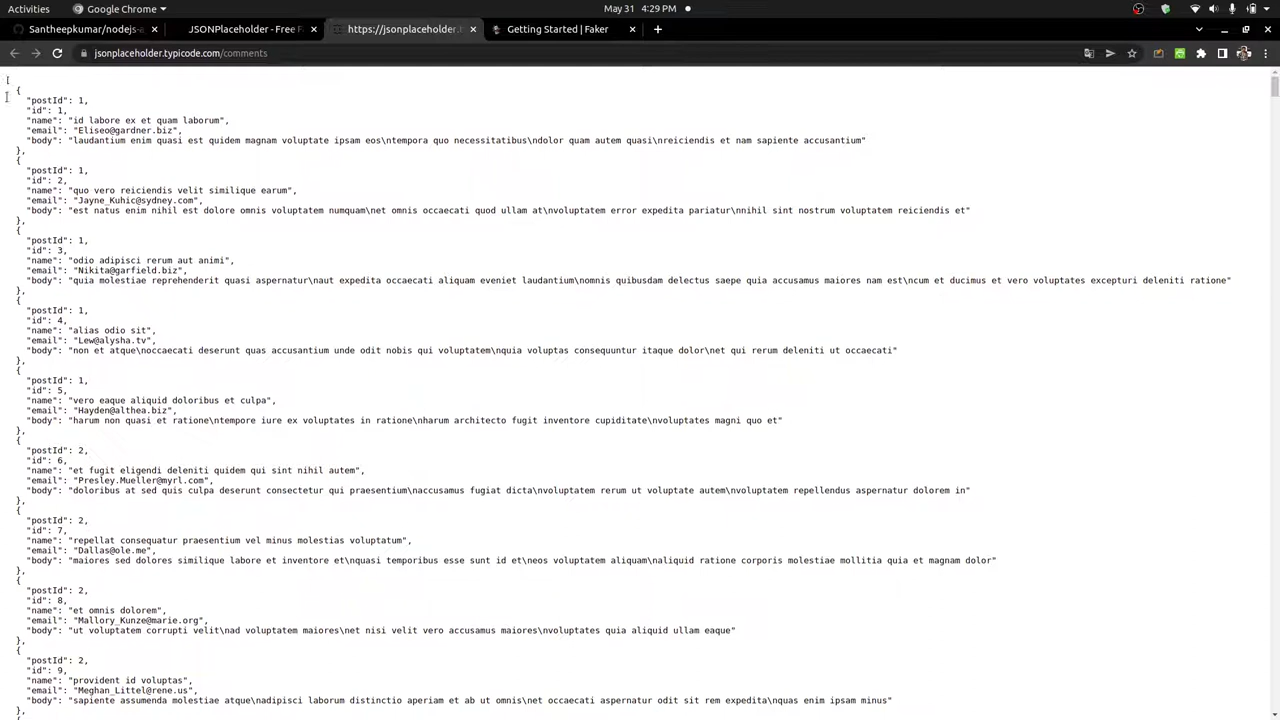 Activities
Google Chrome
May 31 4:29 PM
Santheepkumar/nodejs-a
JSONPlaceholder - Free F
https://jsonplaceholder.t
Getting Started | Faker
jsonplaceholder.typicode.com/comments
[
{
"postId": 1,
"id": 1,
"name": "id labore ex et quam laborum",
"email": "Eliseo@gardner.biz",
"body": "laudantium enim quasi est quidem magnam voluptate ipsam eos\ntempora quo necessitatibus\ndolor quam autem quasi\nreiciendis et nam sapiente accusantium"
},
{
"postId": 1,
"id": 2,
"name": "quo vero reiciendis velit similique earum",
"email": "Jayne_Kuhic@sydney.com",
"body": "est natus enim nihil est dolore omnis voluptatem numquam\net omnis occaecati quod ullam at\nvoluptatem error expedita pariatur\nnihil sint nostrum voluptatem reiciendis et"
},
{
"postId": 1,
"id": 3,
"name": "odio adipisci rerum aut animi",
"email": "Nikita@garfield.biz",
"body": "quia molestiae reprehenderit quasi aspernatur\naut expedita occaecati aliquam eveniet laudantium\nomnis quibusdam delectus saepe quia accusamus maiores nam est\ncum et ducimus et vero voluptates excepturi deleniti ratione"
},
{
"postId": 1,
"id": 4,
"name": "alias odio sit",
"email": "Lew@alysha.tv",
"body": "non et atque\noccaecati deserunt quas accusantium unde odit nobis qui voluptatem\nquia voluptas consequuntur itaque dolor\net qui rerum deleniti ut occaecati"
},
{
"postId": 1,
"id": 5,
"name": "vero eaque aliquid doloribus et culpa",
"email": "Hayden@althea.biz",
"body": "harum non quasi et ratione\ntempore iure ex voluptates in ratione\nharum architecto fugit inventore cupiditate\nvoluptates magni quo et"
},
{
"postId": 2,
"id": 6,
"name": "et fugit eligendi deleniti quidem qui sint nihil autem",
"email": "Presley.Mueller@myrl.com",
"body": "doloribus at sed quis culpa deserunt consectetur qui praesentium\naccusamus fugiat dicta\nvoluptatem rerum ut voluptate autem\nvoluptatem repellendus aspernatur dolorem in"
},
{
"postId": 2,
"id": 7,
"name": "repellat consequatur praesentium vel minus molestias voluptatum",
"email": "Dallas@ole.me",
"body": "maiores sed dolores similique labore et inventore et\nquasi temporibus esse sunt id et\neos voluptatem aliquam\naliquid ratione corporis molestiae mollitia quia et magnam dolor"
},
{
"postId": 2,
"id": 8,
"name": "et omnis dolorem",
"email": "Mallory_Kunze@marie.org",
"body": "ut voluptatem corrupti velit\nad voluptatem maiores\net nisi velit vero accusamus maiores\nvoluptates quia aliquid ullam eaque"
},
{
"postId": 2,
"id": 9,
"name": "provident id voluptas",
"email": "Meghan_Littel@rene.us",
"body": "sapiente assumenda molestiae atque\nadipisci laborum distinctio aperiam et ab ut omnis\net occaecati aspernatur odit sit rem expedita\nquas enim ipsam minus"
},